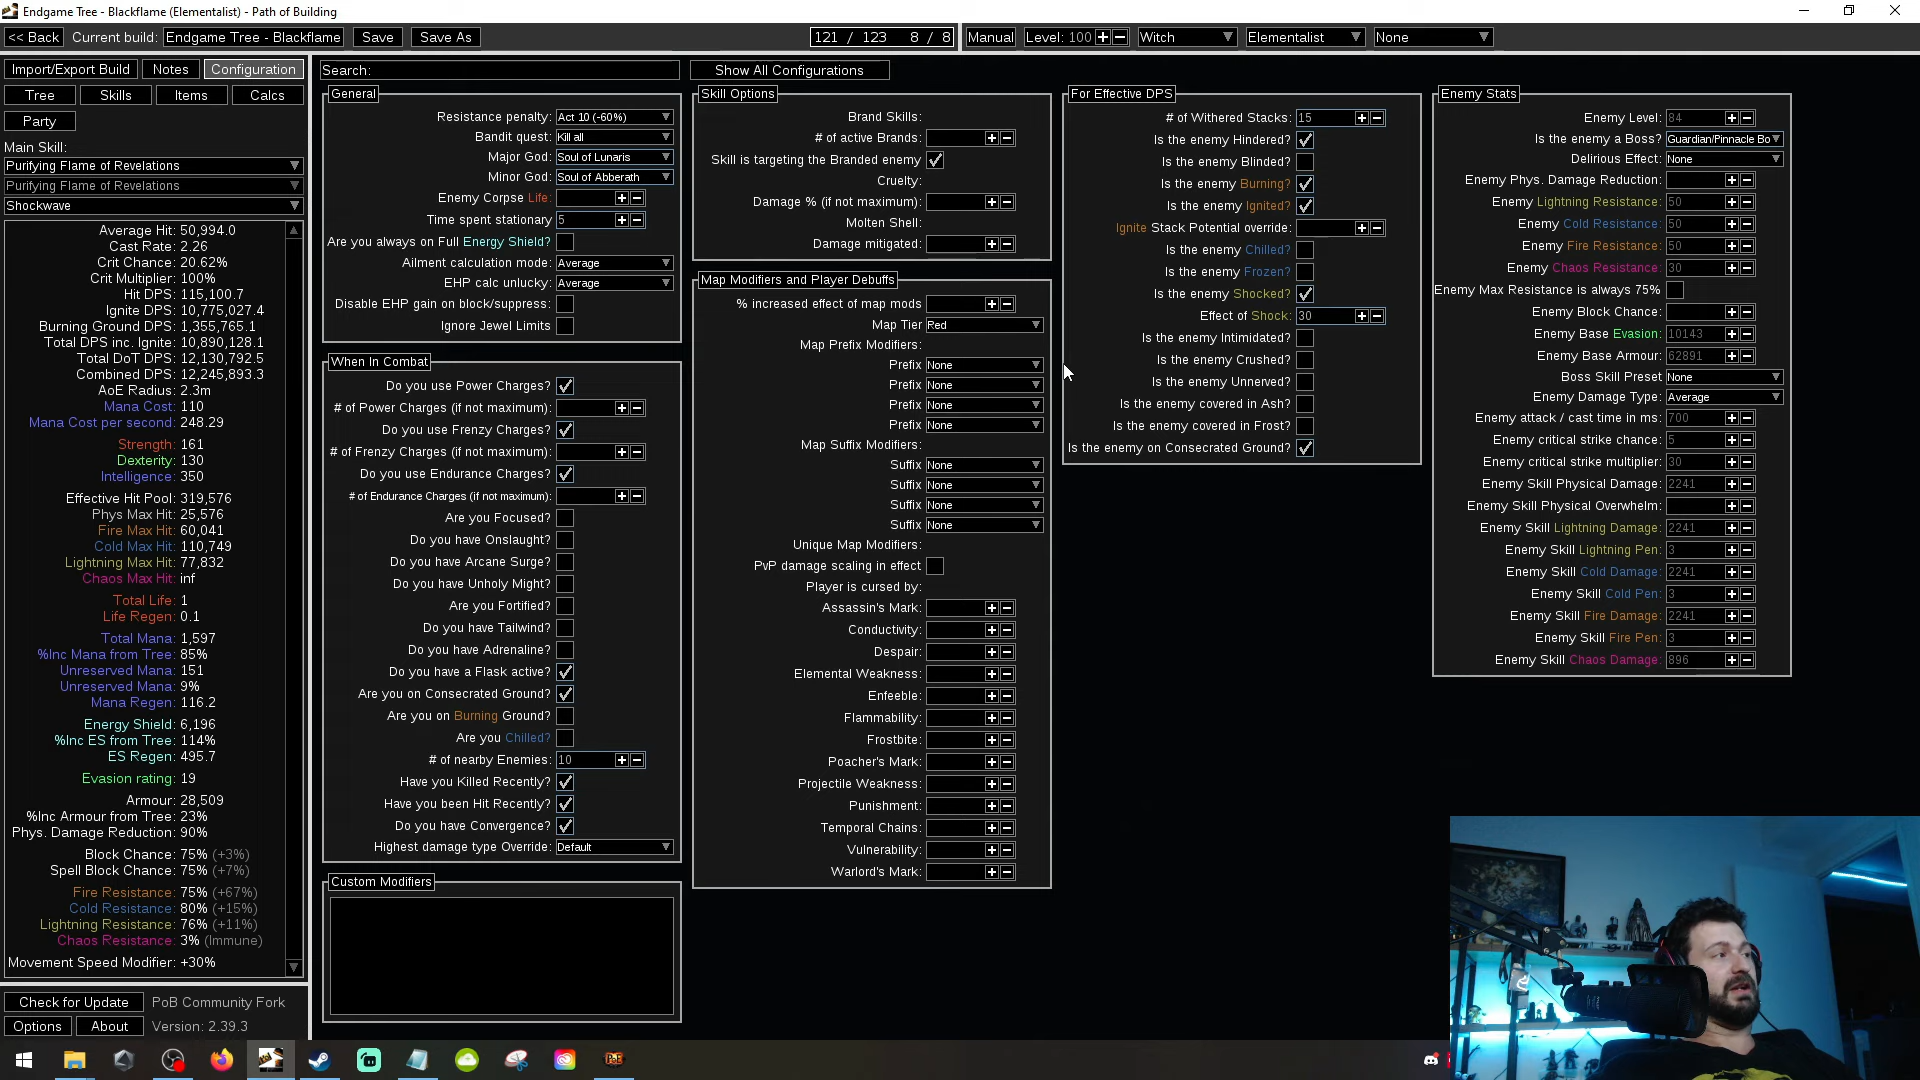 Endgame Tree - Blackflame (Elementalist) - Path of Building
<< Back
Current build:
Endgame Tree - Blackflame
Save
Save As
121 / 123 8 / 8
Manual
Level: 100
Witch
Elementalist
None
Import/Export Build
Notes
Configuration
Tree
Skills
Items
Calcs
Party
Main Skill:
Purifying Flame of Revelations
Purifying Flame of Revelations
Shockwave
Average Hit: 50,994.0
Cast Rate: 2.26
Crit Chance: 20.62%
Crit Multiplier: 100%
Hit DPS: 115,100.7
Ignite DPS: 10,775,027.4
Burning Ground DPS: 1,355,765.1
Total DPS inc. Ignite: 10,890,128.1
Total DoT DPS: 12,130,792.5
Combined DPS: 12,245,893.3
AoE Radius: 2.3m
Mana Cost: 110
Mana Cost per second: 248.29
Strength: 161
Dexterity: 130
Intelligence: 350
Effective Hit Pool: 319,576
Phys Max Hit: 25,576
Fire Max Hit: 60,041
Cold Max Hit: 110,749
Lightning Max Hit: 77,832
Chaos Max Hit: inf
Total Life: 1
Life Regen: 0.1
Total Mana: 1,597
%Inc Mana from Tree: 85%
Unreserved Mana: 151
Unreserved Mana: 9%
Mana Regen: 116.2
Energy Shield: 6,196
%Inc ES from Tree: 114%
ES Regen: 495.7
Evasion rating: 19
Armour: 28,509
%Inc Armour from Tree: 23%
Phys. Damage Reduction: 90%
Block Chance: 75% (+3%)
Spell Block Chance: 75% (+7%)
Fire Resistance: 75% (+67%)
Cold Resistance: 80% (+15%)
Lightning Resistance: 76% (+11%)
Chaos Resistance: 3% (Immune)
Movement Speed Modifier: +30%
Check for Update
PoB Community Fork
Options
About
Version: 2.39.3
Search:
Show All Configurations
General
Resistance penalty: Act 10 (-60%)
Bandit quest: Kill all
Major God: Soul of Lunaris
Minor God: Soul of Abberath
Enemy Corpse Life:
Time spent stationary 5
Are you always on Full Energy Shield?
Ailment calculation mode: Average
EHP calc unlucky: Average
Disable EHP gain on block/suppress:
Ignore Jewel Limits
When In Combat
Do you use Power Charges?
# of Power Charges (if not maximum):
Do you use Frenzy Charges?
# of Frenzy Charges (if not maximum):
Do you use Endurance Charges?
# of Endurance Charges (if not maximum):
Are you Focused?
Do you have Onslaught?
Do you have Arcane Surge?
Do you have Unholy Might?
Are you Fortified?
Do you have Tailwind?
Do you have Adrenaline?
Do you have a Flask active?
Are you on Consecrated Ground?
Are you on Burning Ground?
Are you Chilled?
# of nearby Enemies: 10
Have you Killed Recently?
Have you been Hit Recently?
Do you have Convergence?
Highest damage type Override: Default
Custom Modifiers
Skill Options
Brand Skills:
# of active Brands:
Skill is targeting the Branded enemy
Cruelty:
Damage % (if not maximum):
Molten Shell:
Damage mitigated:
Map Modifiers and Player Debuffs
% increased effect of map mods
Map Tier Red
Map Prefix Modifiers:
Prefix None
Prefix None
Prefix None
Prefix None
Map Suffix Modifiers:
Suffix None
Suffix None
Suffix None
Suffix None
Unique Map Modifiers:
PvP damage scaling in effect
Player is cursed by:
Assassin's Mark:
Conductivity:
Despair:
Elemental Weakness:
Enfeeble:
Flammability:
Frostbite:
Poacher's Mark:
Projectile Weakness:
Punishment:
Temporal Chains:
Vulnerability:
Warlord's Mark:
For Effective DPS
# of Withered Stacks: 15
Is the enemy Hindered?
Is the enemy Blinded?
Is the enemy Burning?
Is the enemy Ignited?
Ignite Stack Potential override:
Is the enemy Chilled?
Is the enemy Frozen?
Is the enemy Shocked?
Effect of Shock: 30
Is the enemy Intimidated?
Is the enemy Crushed?
Is the enemy Unnerved?
Is the enemy covered in Ash?
Is the enemy covered in Frost?
Is the enemy on Consecrated Ground?
Enemy Stats
Enemy Level: 84
Is the enemy a Boss? Guardian/Pinnacle Bo
Delirious Effect: None
Enemy Phys. Damage Reduction:
Enemy Lightning Resistance: 50
Enemy Cold Resistance: 50
Enemy Fire Resistance: 50
Enemy Chaos Resistance: 30
Enemy Max Resistance is always 75%
Enemy Block Chance:
Enemy Base Evasion: 10143
Enemy Base Armour: 62891
Boss Skill Preset None
Enemy Damage Type: Average
Enemy attack / cast time in ms: 700
Enemy critical strike chance: 5
Enemy critical strike multiplier: 30
Enemy Skill Physical Damage: 2241
Enemy Skill Physical Overwhelm:
Enemy Skill Lightning Damage: 2241
Enemy Skill Lightning Pen: 3
Enemy Skill Cold Damage: 2241
Enemy Skill Cold Pen: 3
Enemy Skill Fire Damage: 2241
Enemy Skill Fire Pen: 3
Enemy Skill Chaos Damage: 896